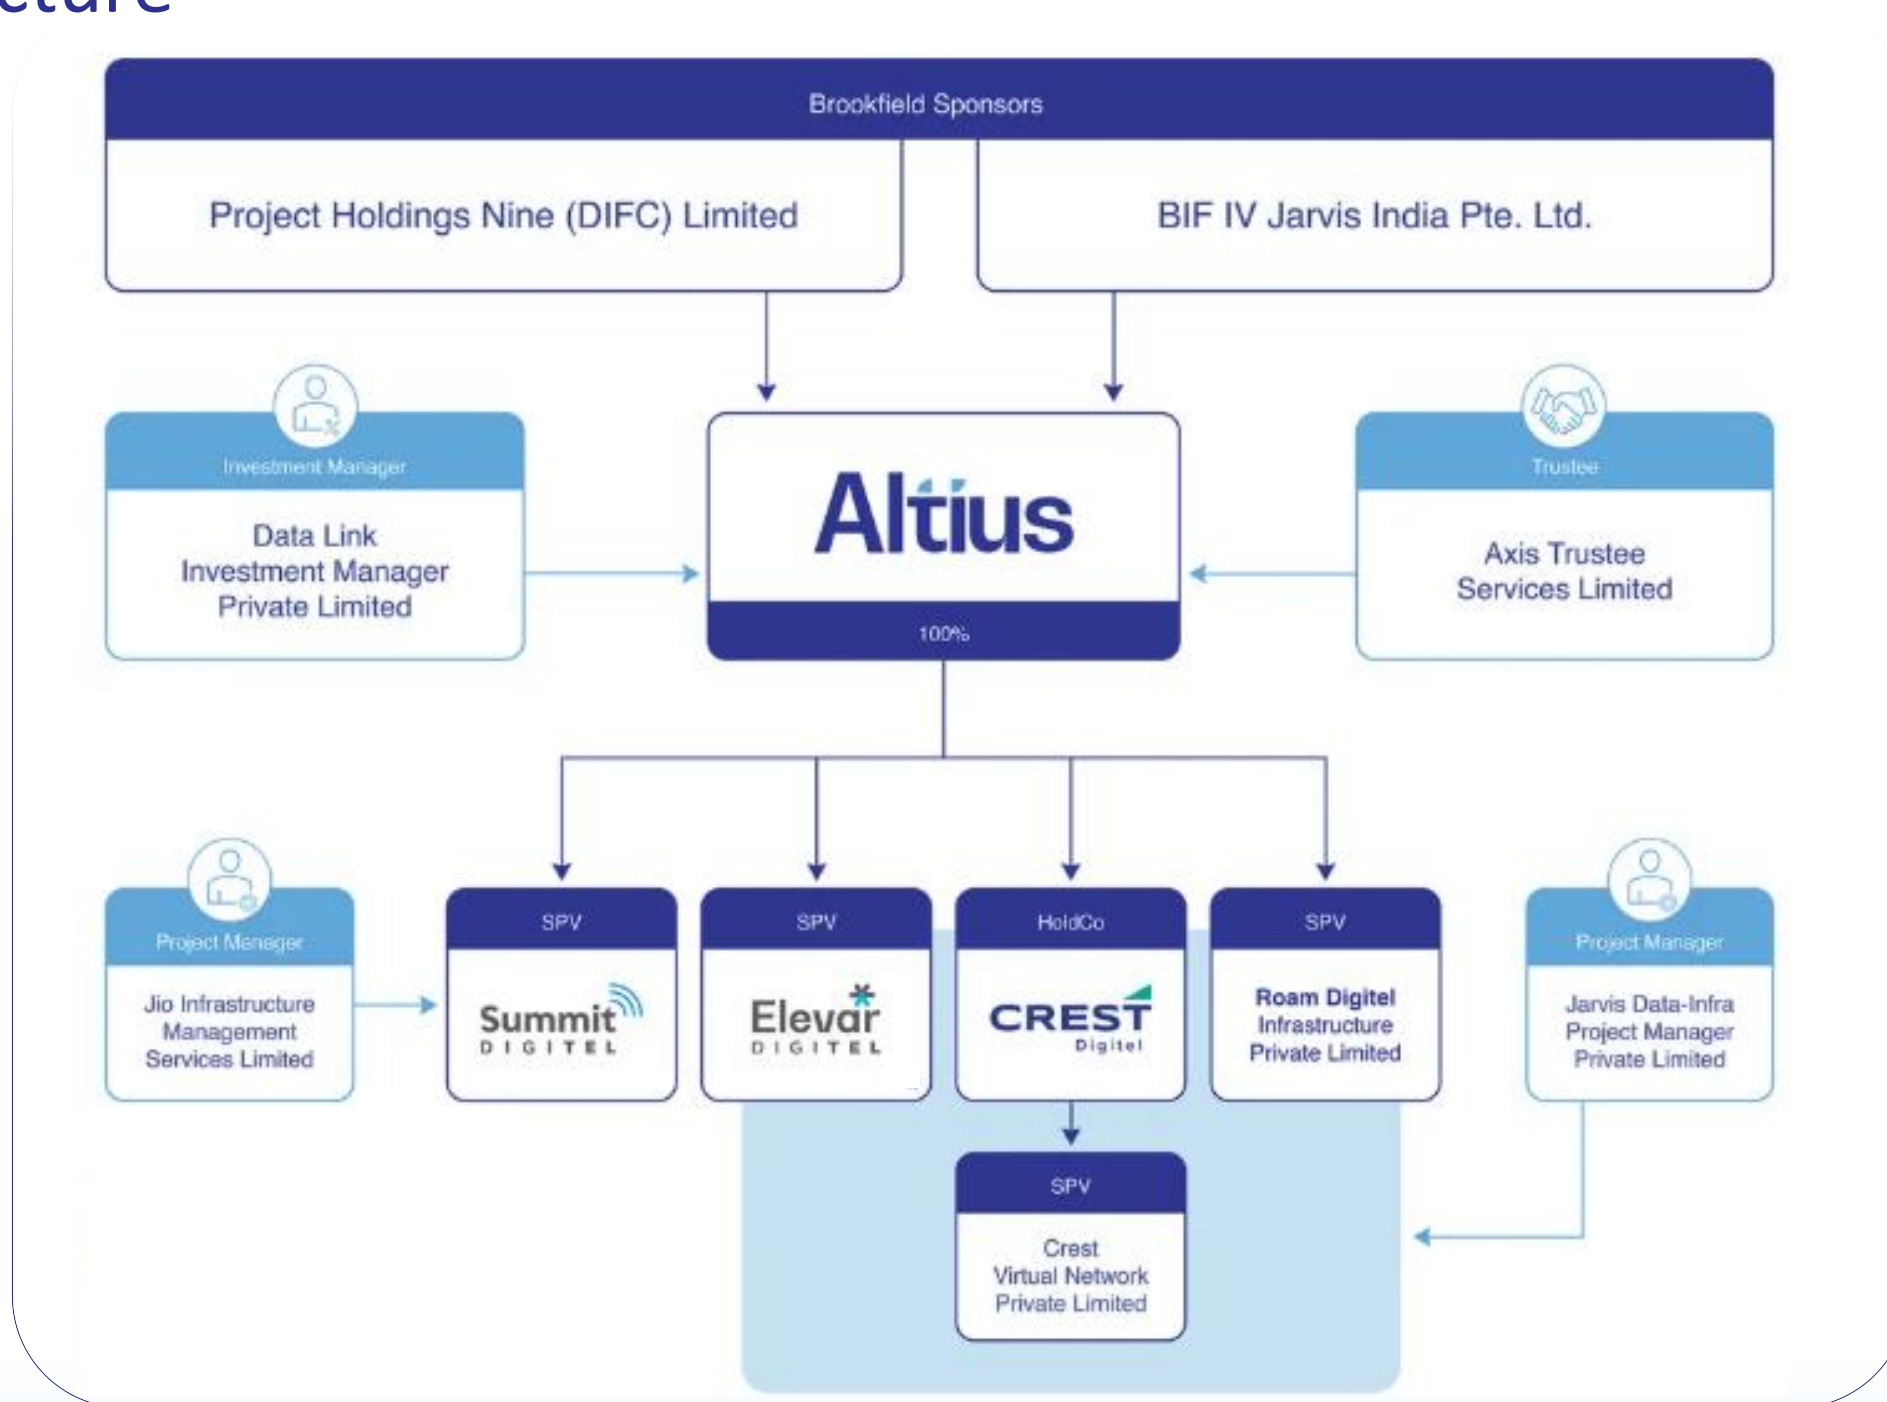 Brookfield Sponsors
Project Holdings Nine (DIFC) Limited
BIF IV Jarvis India Pte. Ltd.
Investment Manager
Data Link
Investment Manager
Private Limited
Altius
100%
Trustee
Axis Trustee
Services Limited
Project Manager
Jio Infrastructure
Management
Services Limited
SPV
Summit
DIGITEL
SPV
Elevar
DIGITEL
HoldCo
CREST
Digitel
SPV
Roam Digitel
Infrastructure
Private Limited
Project Manager
Jarvis Data-Infra
Project Manager
Private Limited
SPV
Crest
Virtual Network
Private Limited